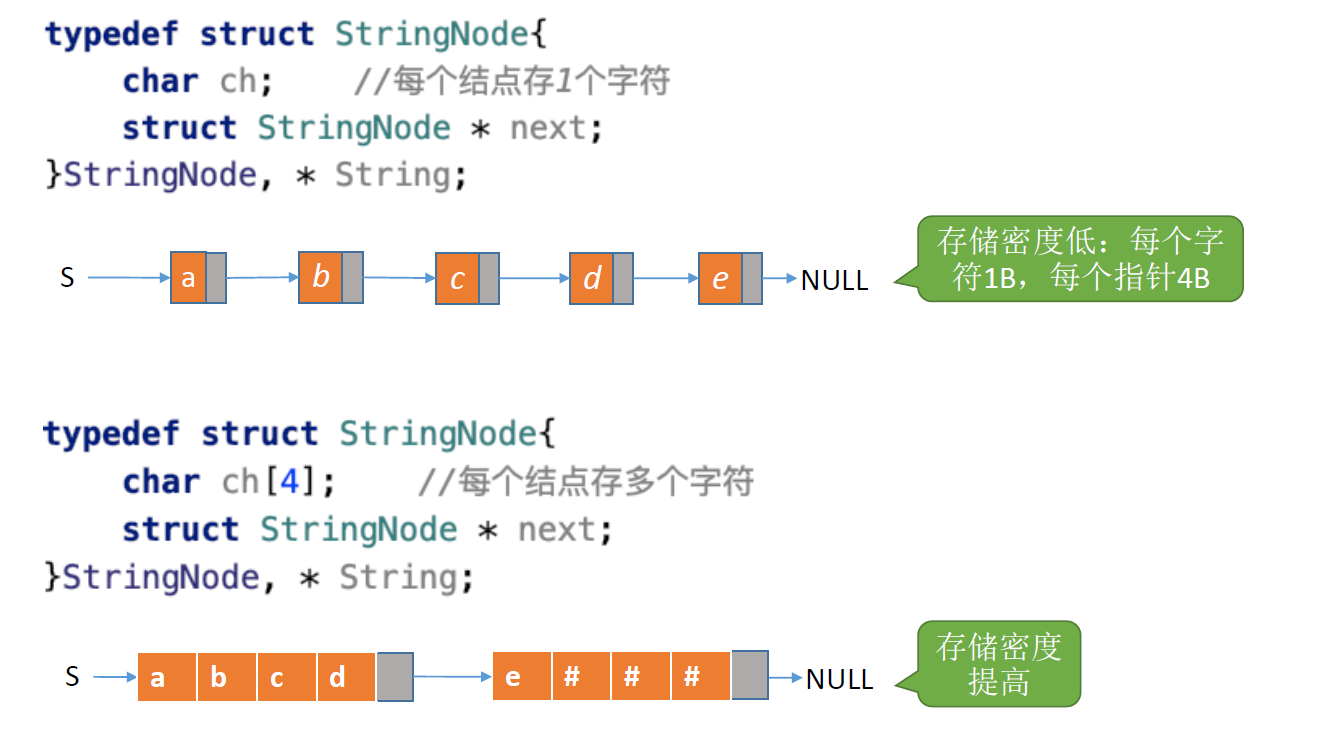 typedef struct StringNode{
    char ch;    //每个结点存1个字符
    struct StringNode * next;
}StringNode, * String;
S a b c d e NULL
存储密度低：每个字
符1B，每个指针4B
typedef struct StringNode{
    char ch[4];    //每个结点存多个字符
    struct StringNode * next;
}StringNode, * String;
S a b c d e # # # NULL
存储密度
提高